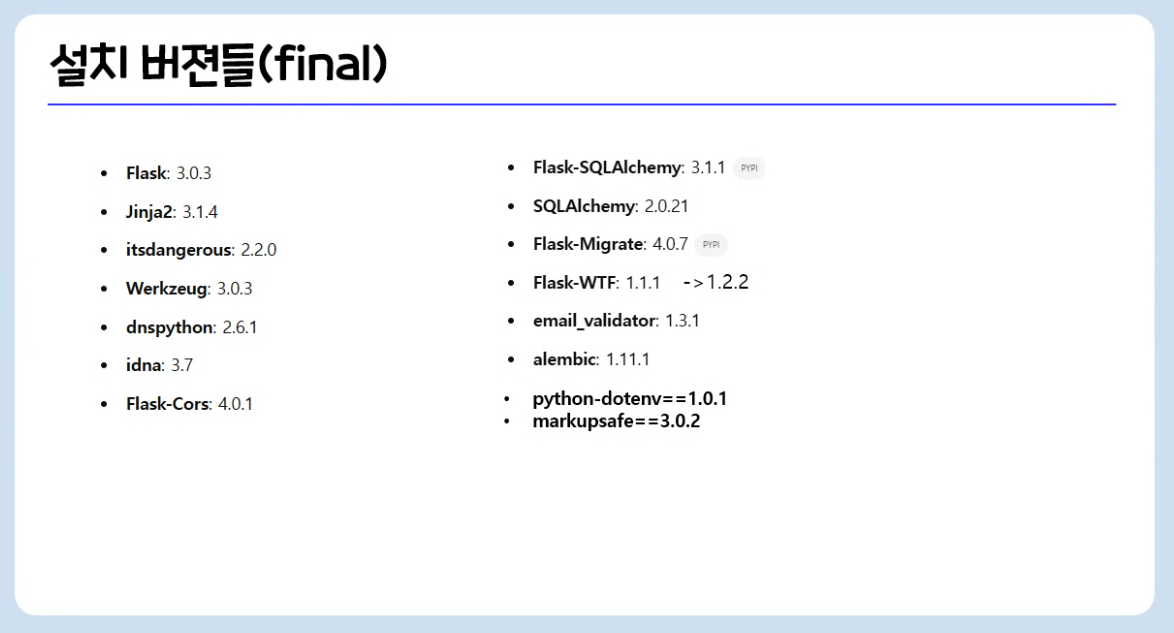 설치 버젼들(final)
• Flask: 3.0.3
• Jinja2: 3.1.4
• itsdangerous: 2.2.0
• Werkzeug: 3.0.3
• dnspython: 2.6.1
• idna: 3.7
• Flask-Cors: 4.0.1
• Flask-SQLAlchemy: 3.1.1 PYPI
• SQLAlchemy: 2.0.21
• Flask-Migrate: 4.0.7 PYPI
• Flask-WTF: 1.1.1 ->1.2.2
• email_validator: 1.3.1
• alembic: 1.11.1
• python-dotenv==1.0.1
• markupsafe==3.0.2